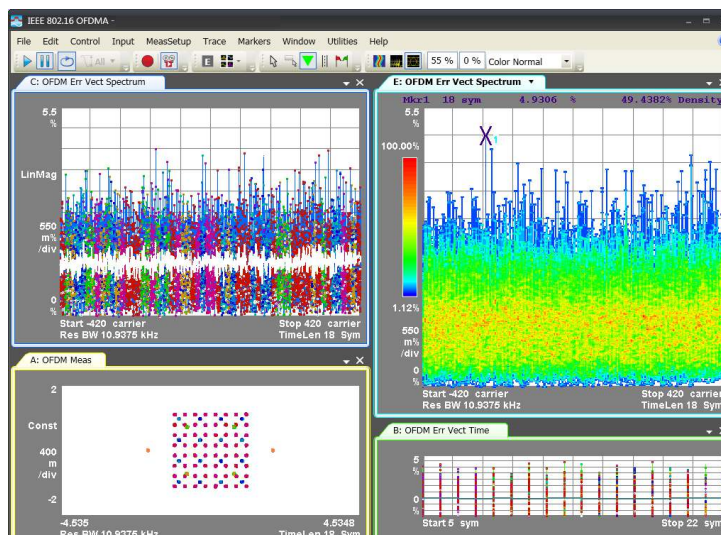 IEEE 802.16 OFDMA -
File Edit Control Input MeasSetup Trace Markers Window Utilities Help
All
E
55 % 0 % Color Normal
C: OFDM Err Vect Spectrum
5.5
%
LinMag
550
m%
/div
0
%
Start -420 carrier Stop 420 carrier
Res BW 10.9375 kHz TimeLen 18 Sym
E: OFDM Err Vect Spectrum
Mkr1 18 sym 4.9306 % 49.4382% Density
5.5
%
1
100.00%
1.12%
550
m%
/div
0
%
Start -420 carrier Stop 420 carrier
Res BW 10.9375 kHz TimeLen 18 Sym
A: OFDM Meas
2
Const
400
m
/div
-2
-4.535 4.5348
Res BW 10.9375 kHz TimeLen 18 Sym
B: OFDM Err Vect Time
5
%
0
%
Start 5 sym Stop 22 sym